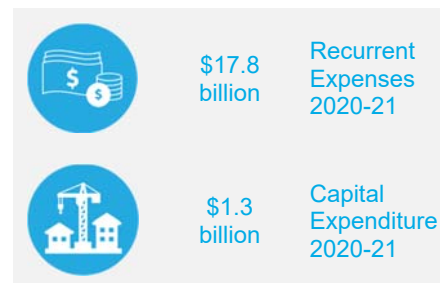 $
$
$17.8
billion
Recurrent
Expenses
2020-21
$1.3
billion
Capital
Expenditure
2020-21